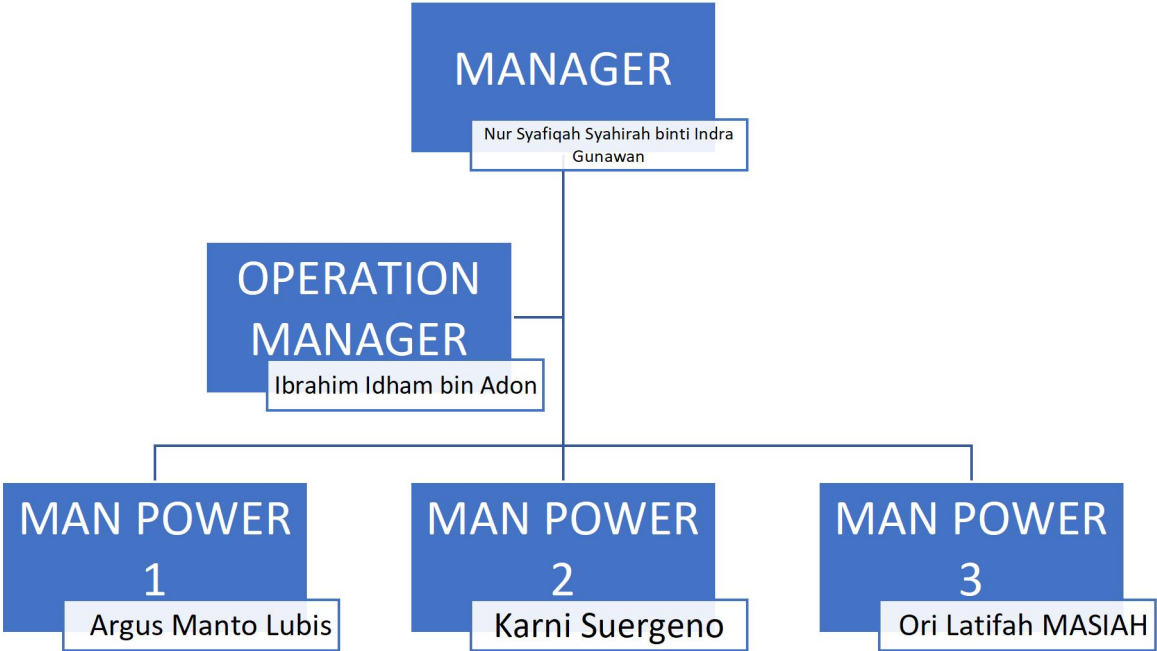 MANAGER
Nur Syafiqah Syahirah binti Indra
Gunawan
OPERATION
MANAGER
Ibrahim Idham bin Adon
MAN POWER
1
Argus Manto Lubis
MAN POWER
2
Karni Suergeno
MAN POWER
3
Ori Latifah MASIAH